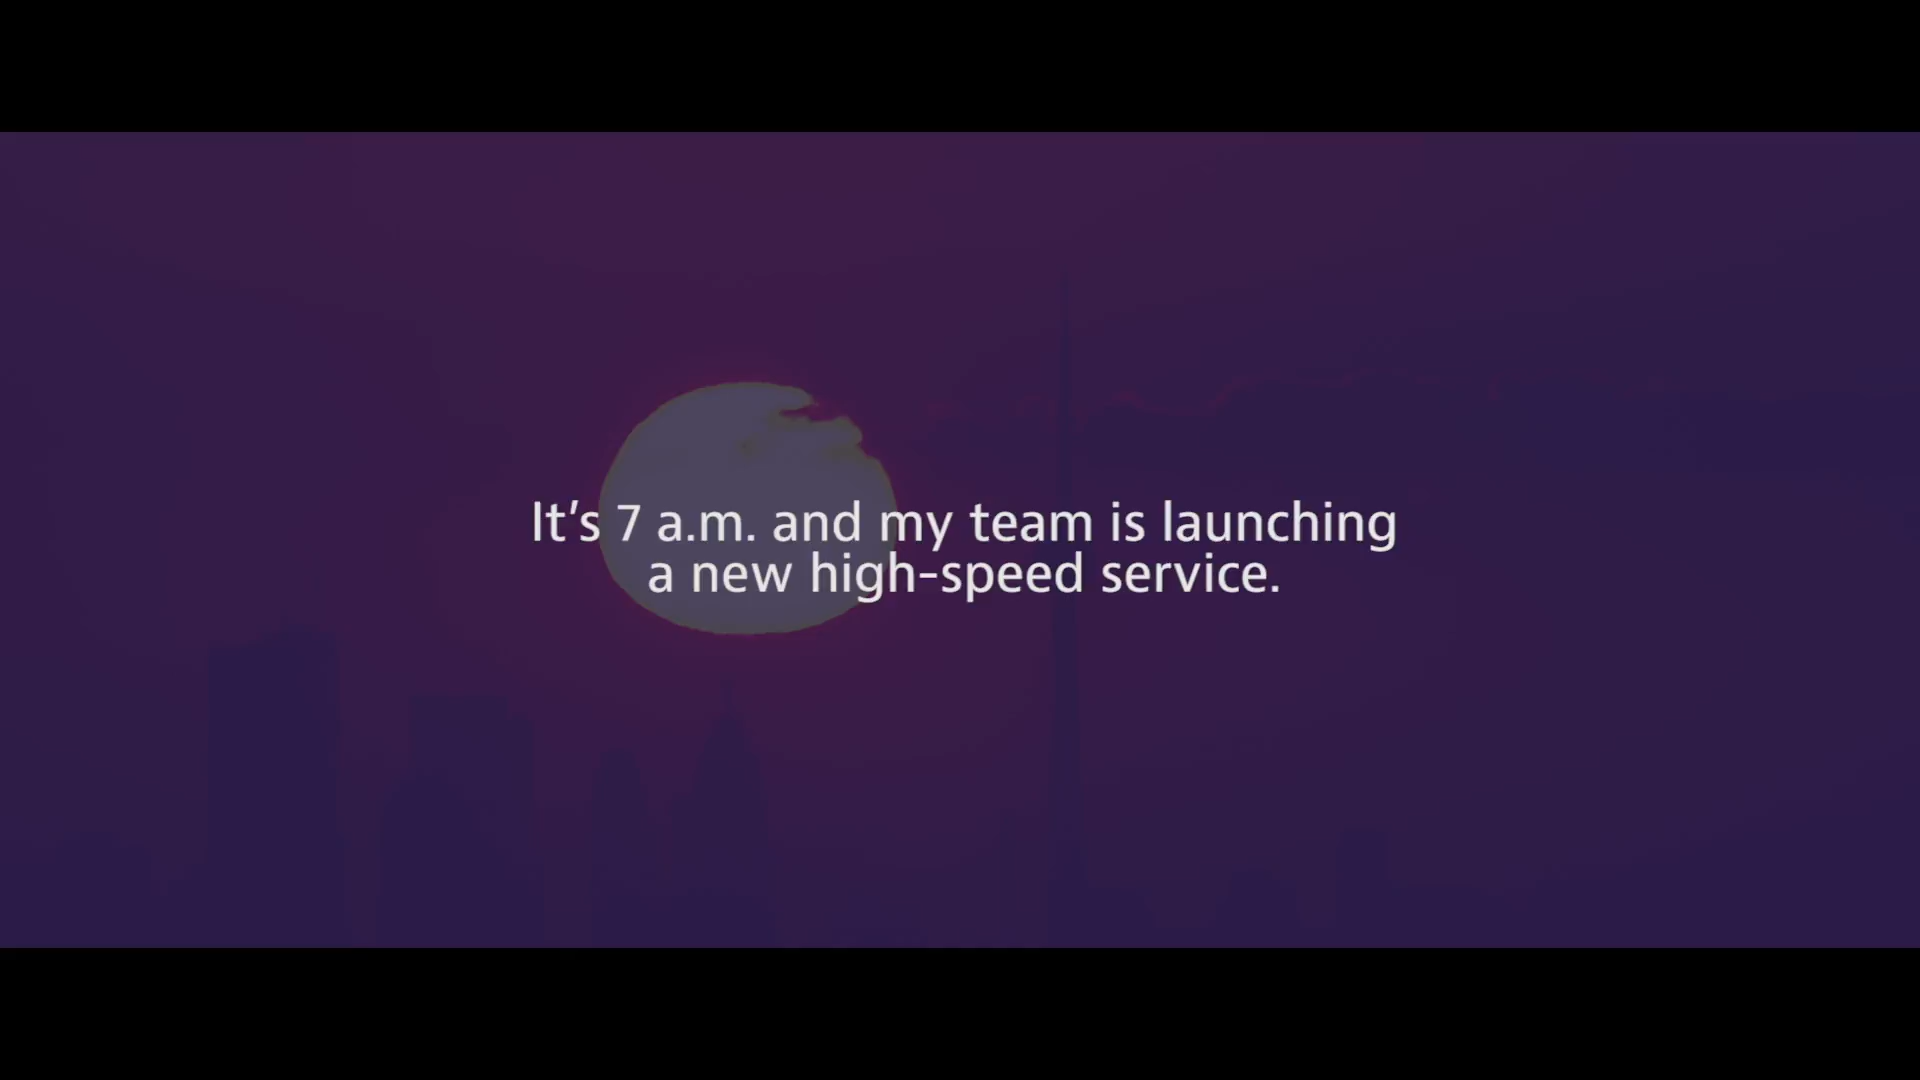 It’s 7 a.m. and my team is launching
a new high-speed service.